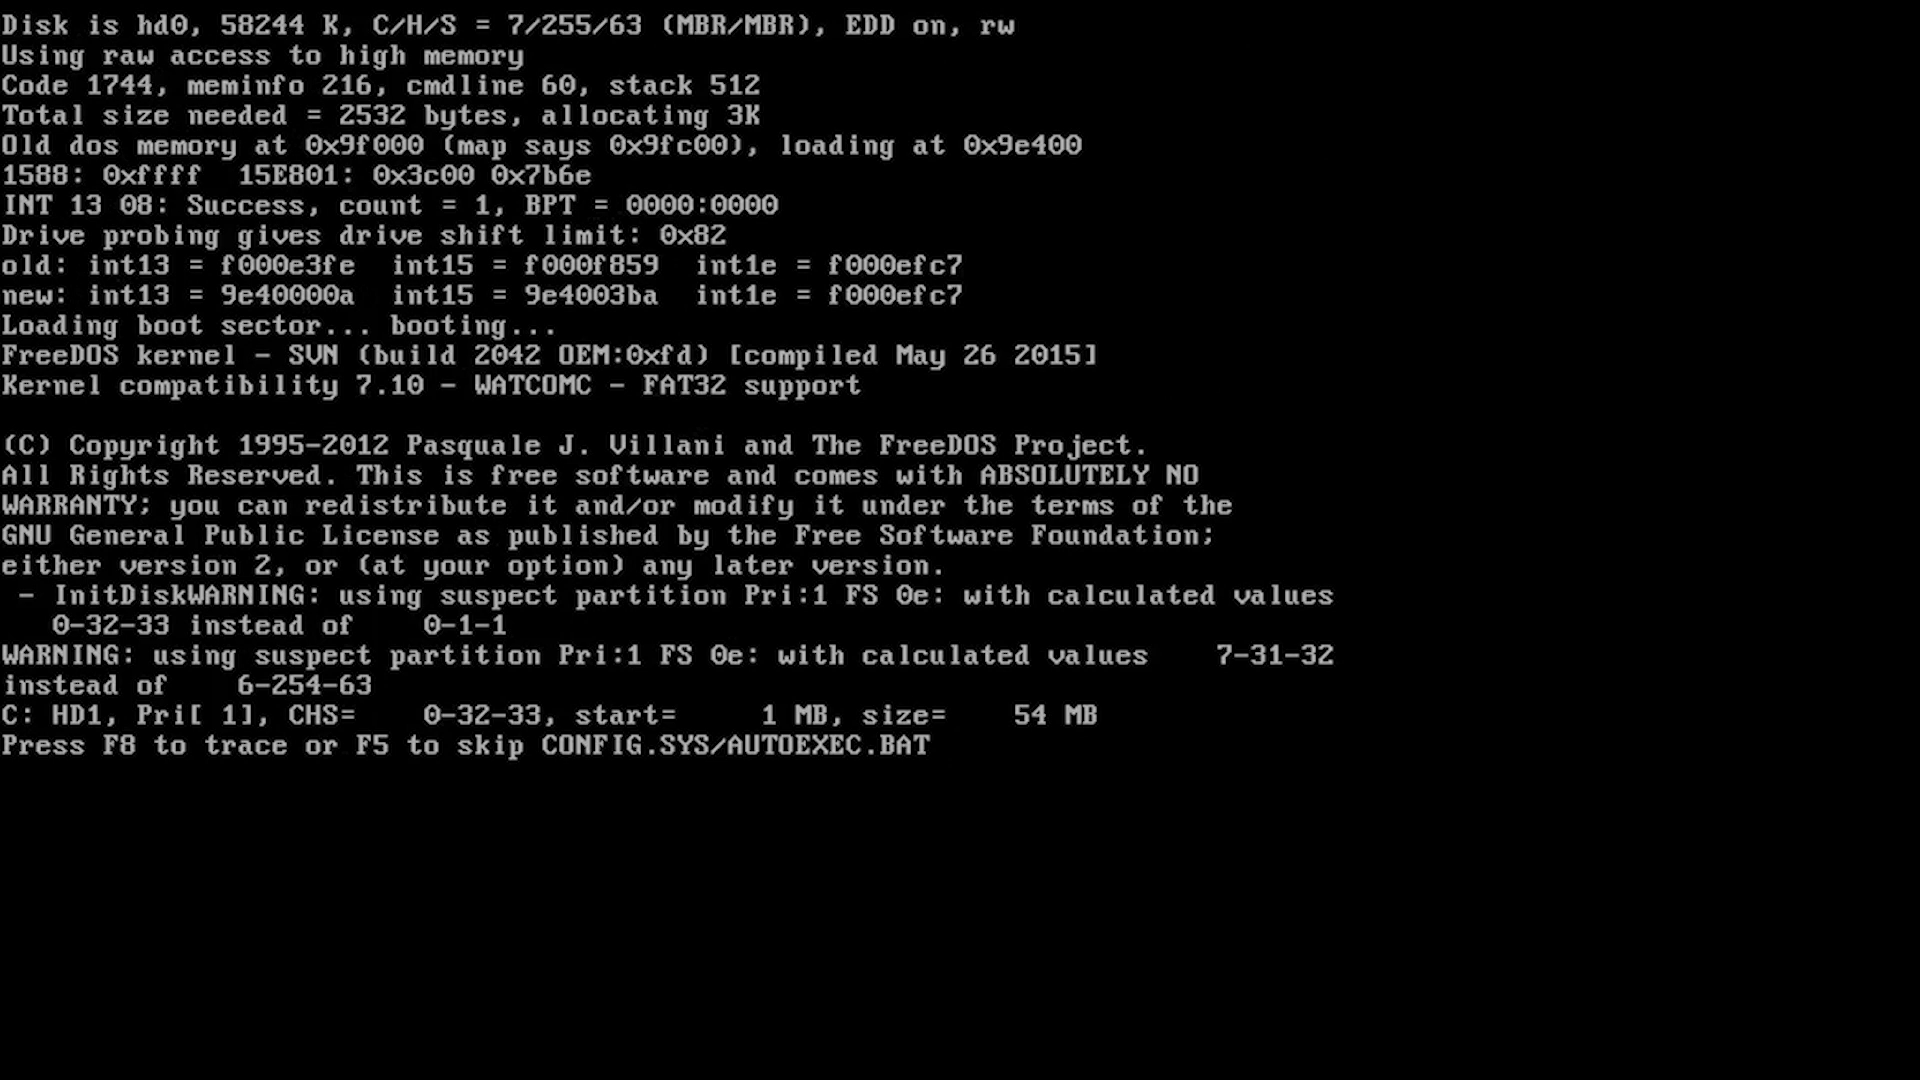 Disk is hd0, 58244 K, C/H/S = 7/255/63 (MBR/MBR), EDD on, rw
Using raw access to high memory
Code 1744, meminfo 216, cmdline 60, stack 512
Total size needed = 2532 bytes, allocating 3K
Old dos memory at 0x9f000 (map says 0x9fc00), loading at 0x9e400
1588: 0xffff  15E801: 0x3c00 0x7b6e
INT 13 08: Success, count = 1, BPT = 0000:0000
Drive probing gives drive shift limit: 0x82
old: int13 = f000e3fe  int15 = f000f859  int1e = f000efc7
new: int13 = 9e40000a  int15 = 9e4003ba  int1e = f000efc7
Loading boot sector... booting...
FreeDOS kernel - SVN (build 2042 OEM:0xfd) [compiled May 26 2015]
Kernel compatibility 7.10 - WATCOMC - FAT32 support
(C) Copyright 1995-2012 Pasquale J. Villani and The FreeDOS Project.
All Rights Reserved. This is free software and comes with ABSOLUTELY NO
WARRANTY; you can redistribute it and/or modify it under the terms of the
GNU General Public License as published by the Free Software Foundation;
either version 2, or (at your option) any later version.
 - InitDiskWARNING: using suspect partition Pri:1 FS 0e: with calculated values
   0-32-33 instead of    0-1-1
WARNING: using suspect partition Pri:1 FS 0e: with calculated values    7-31-32
instead of    6-254-63
C: HD1, Pri[ 1], CHS=    0-32-33, start=     1 MB, size=    54 MB
Press F8 to trace or F5 to skip CONFIG.SYS/AUTOEXEC.BAT